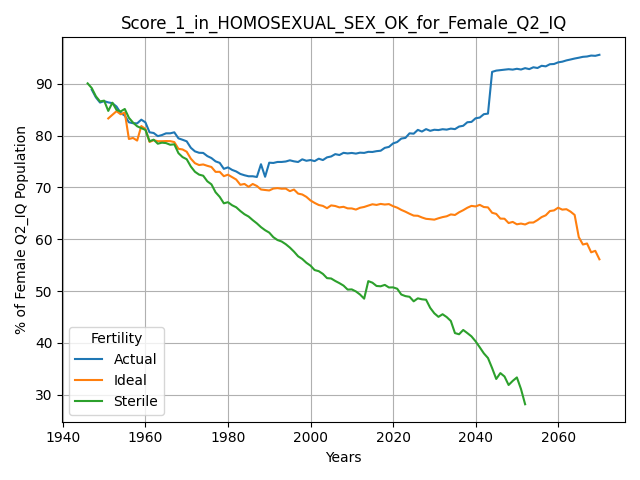 Score_1_in_HOMOSEXUAL_SEX_OK_for_Female_Q2_IQ
% of Female Q2_IQ Population
90
80
70
60
50
40
30
Fertility
Actual
Ideal
Sterile
1940 1960 1980 2000 2020 2040 2060
Years